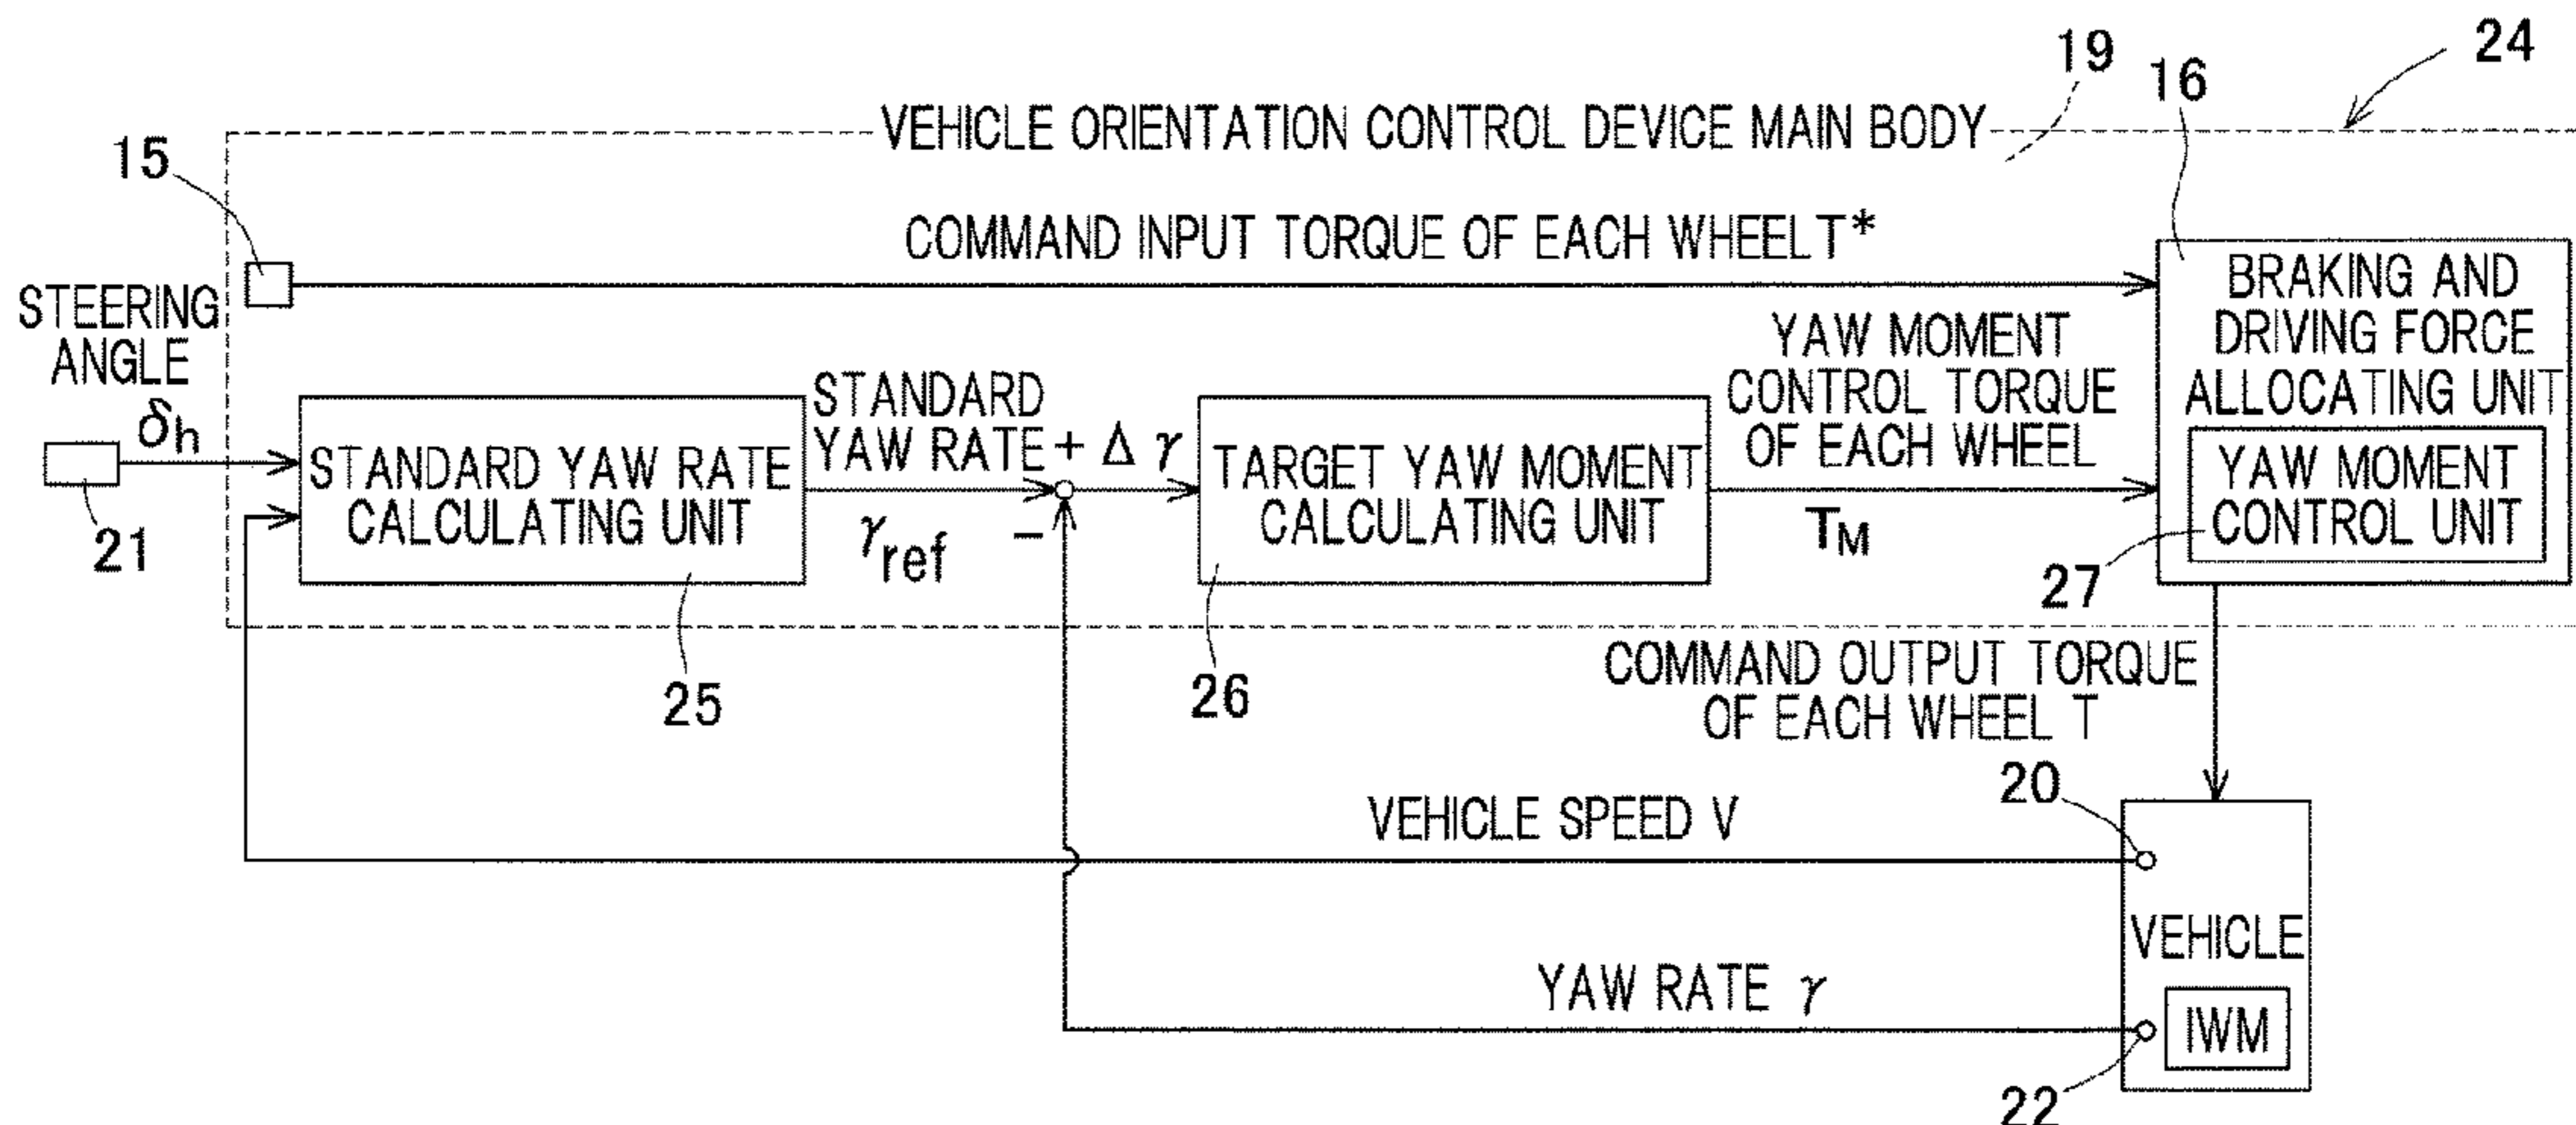 24
19
16
VEHICLE ORIENTATION CONTROL DEVICE MAIN BODY
15
COMMAND INPUT TORQUE OF EACH WHEEL T*
STEERING
ANGLE
δh
21
STANDARD YAW RATE
CALCULATING UNIT
25
STANDARD
YAW RATE
γref
+ Δ γ
−
TARGET YAW MOMENT
CALCULATING UNIT
26
YAW MOMENT
CONTROL TORQUE
OF EACH WHEEL
TM
BRAKING AND
DRIVING FORCE
ALLOCATING UNIT
YAW MOMENT
CONTROL UNIT
27
COMMAND OUTPUT TORQUE
OF EACH WHEEL T
20
VEHICLE SPEED V
VEHICLE
YAW RATE γ
IWM
22